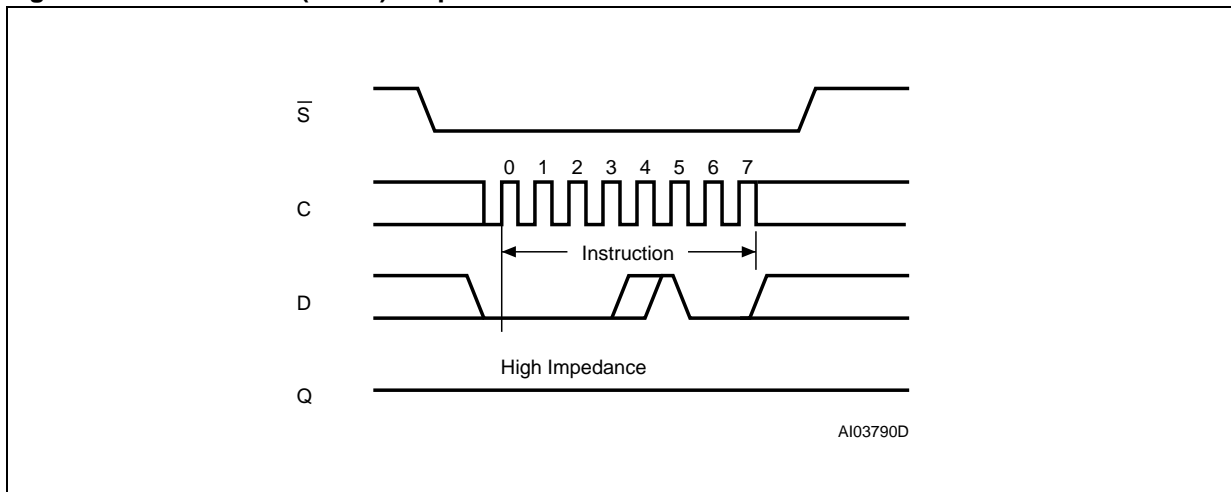 S̅
0 1 2 3 4 5 6 7
C
Instruction
D
High Impedance
Q
AI03790D